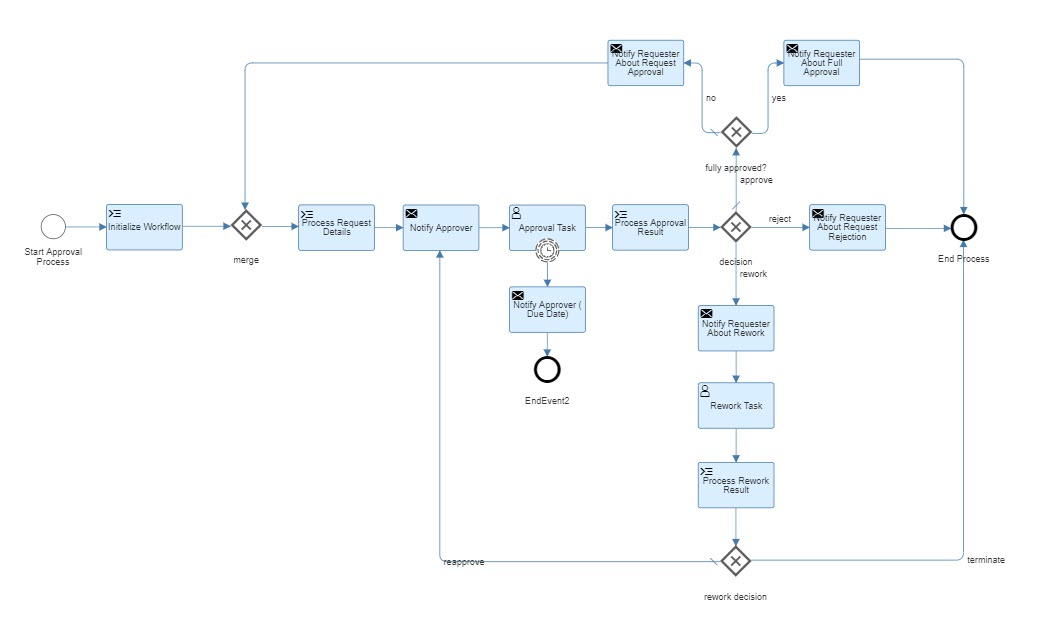 Notify Requester
About Request
Approval
Notify Requester
About Full
Approval
no
yes
fully approved?
approve
Initialize Workflow
Process Request
Details
Notify Approver
Approval Task
Process Approval
Result
reject
Notify Requester
About Request
Rejection
Start Approval
Process
merge
decision
rework
End Process
Notify Approver (
Due Date)
Notify Requester
About Rework
EndEvent2
Rework Task
Process Rework
Result
reapprove
terminate
rework decision